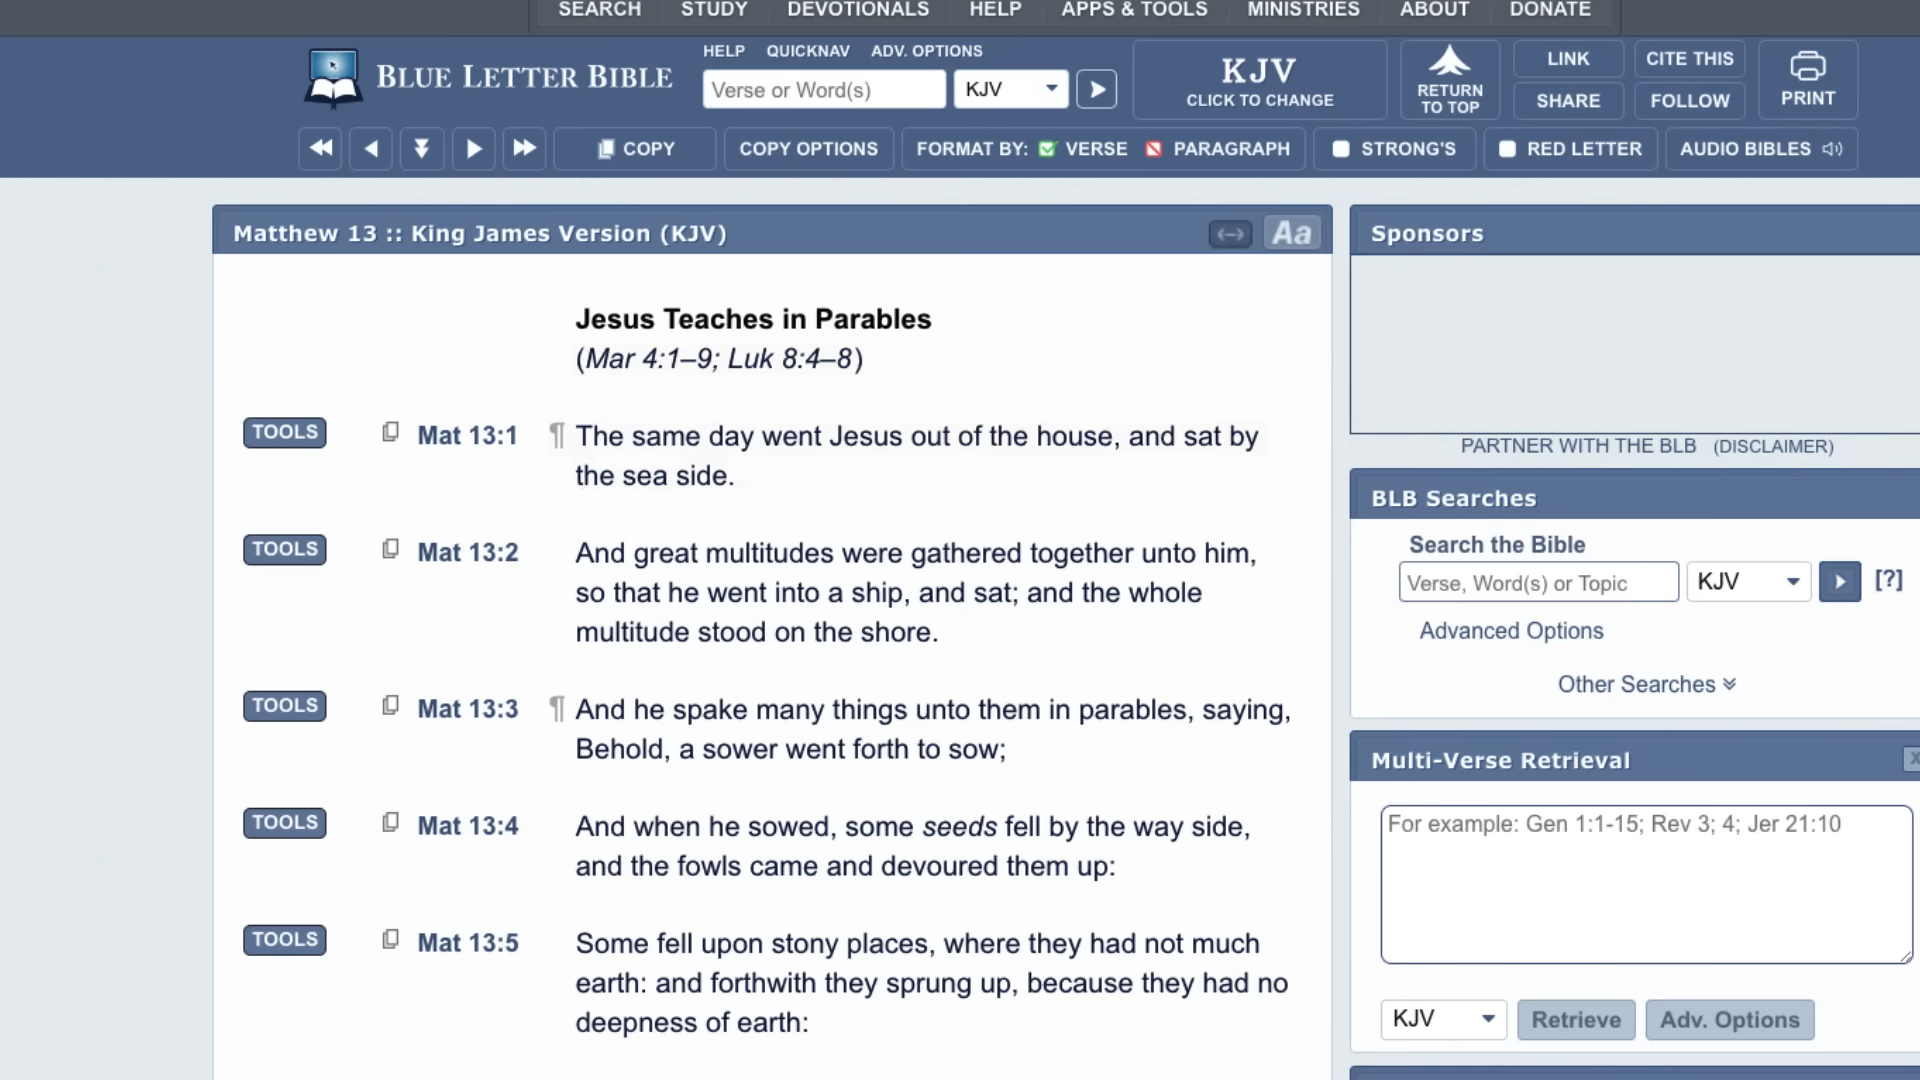 SEARCH STUDY DEVOTIONALS HELP APPS & TOOLS MINISTRIES ABOUT DONATE
BLUE LETTER BIBLE
HELP QUICKNAV ADV. OPTIONS
Verse or Word(s) KJV
KJV
CLICK TO CHANGE
RETURN
TO TOP
LINK
CITE THIS
SHARE
FOLLOW
PRINT
COPY COPY OPTIONS FORMAT BY: VERSE PARAGRAPH STRONG'S RED LETTER AUDIO BIBLES
Matthew 13 :: King James Version (KJV)
Aa
Jesus Teaches in Parables
(Mar 4:1–9; Luk 8:4–8)
TOOLS Mat 13:1 ¶ The same day went Jesus out of the house, and sat by
the sea side.
TOOLS Mat 13:2 And great multitudes were gathered together unto him,
so that he went into a ship, and sat; and the whole
multitude stood on the shore.
TOOLS Mat 13:3 ¶ And he spake many things unto them in parables, saying,
Behold, a sower went forth to sow;
TOOLS Mat 13:4 And when he sowed, some seeds fell by the way side,
and the fowls came and devoured them up:
TOOLS Mat 13:5 Some fell upon stony places, where they had not much
earth: and forthwith they sprung up, because they had no
deepness of earth:
Sponsors
PARTNER WITH THE BLB (DISCLAIMER)
BLB Searches
Search the Bible
Verse, Word(s) or Topic KJV [?]
Advanced Options
Other Searches
Multi-Verse Retrieval
X
For example: Gen 1:1-15; Rev 3; 4; Jer 21:10
KJV Retrieve Adv. Options